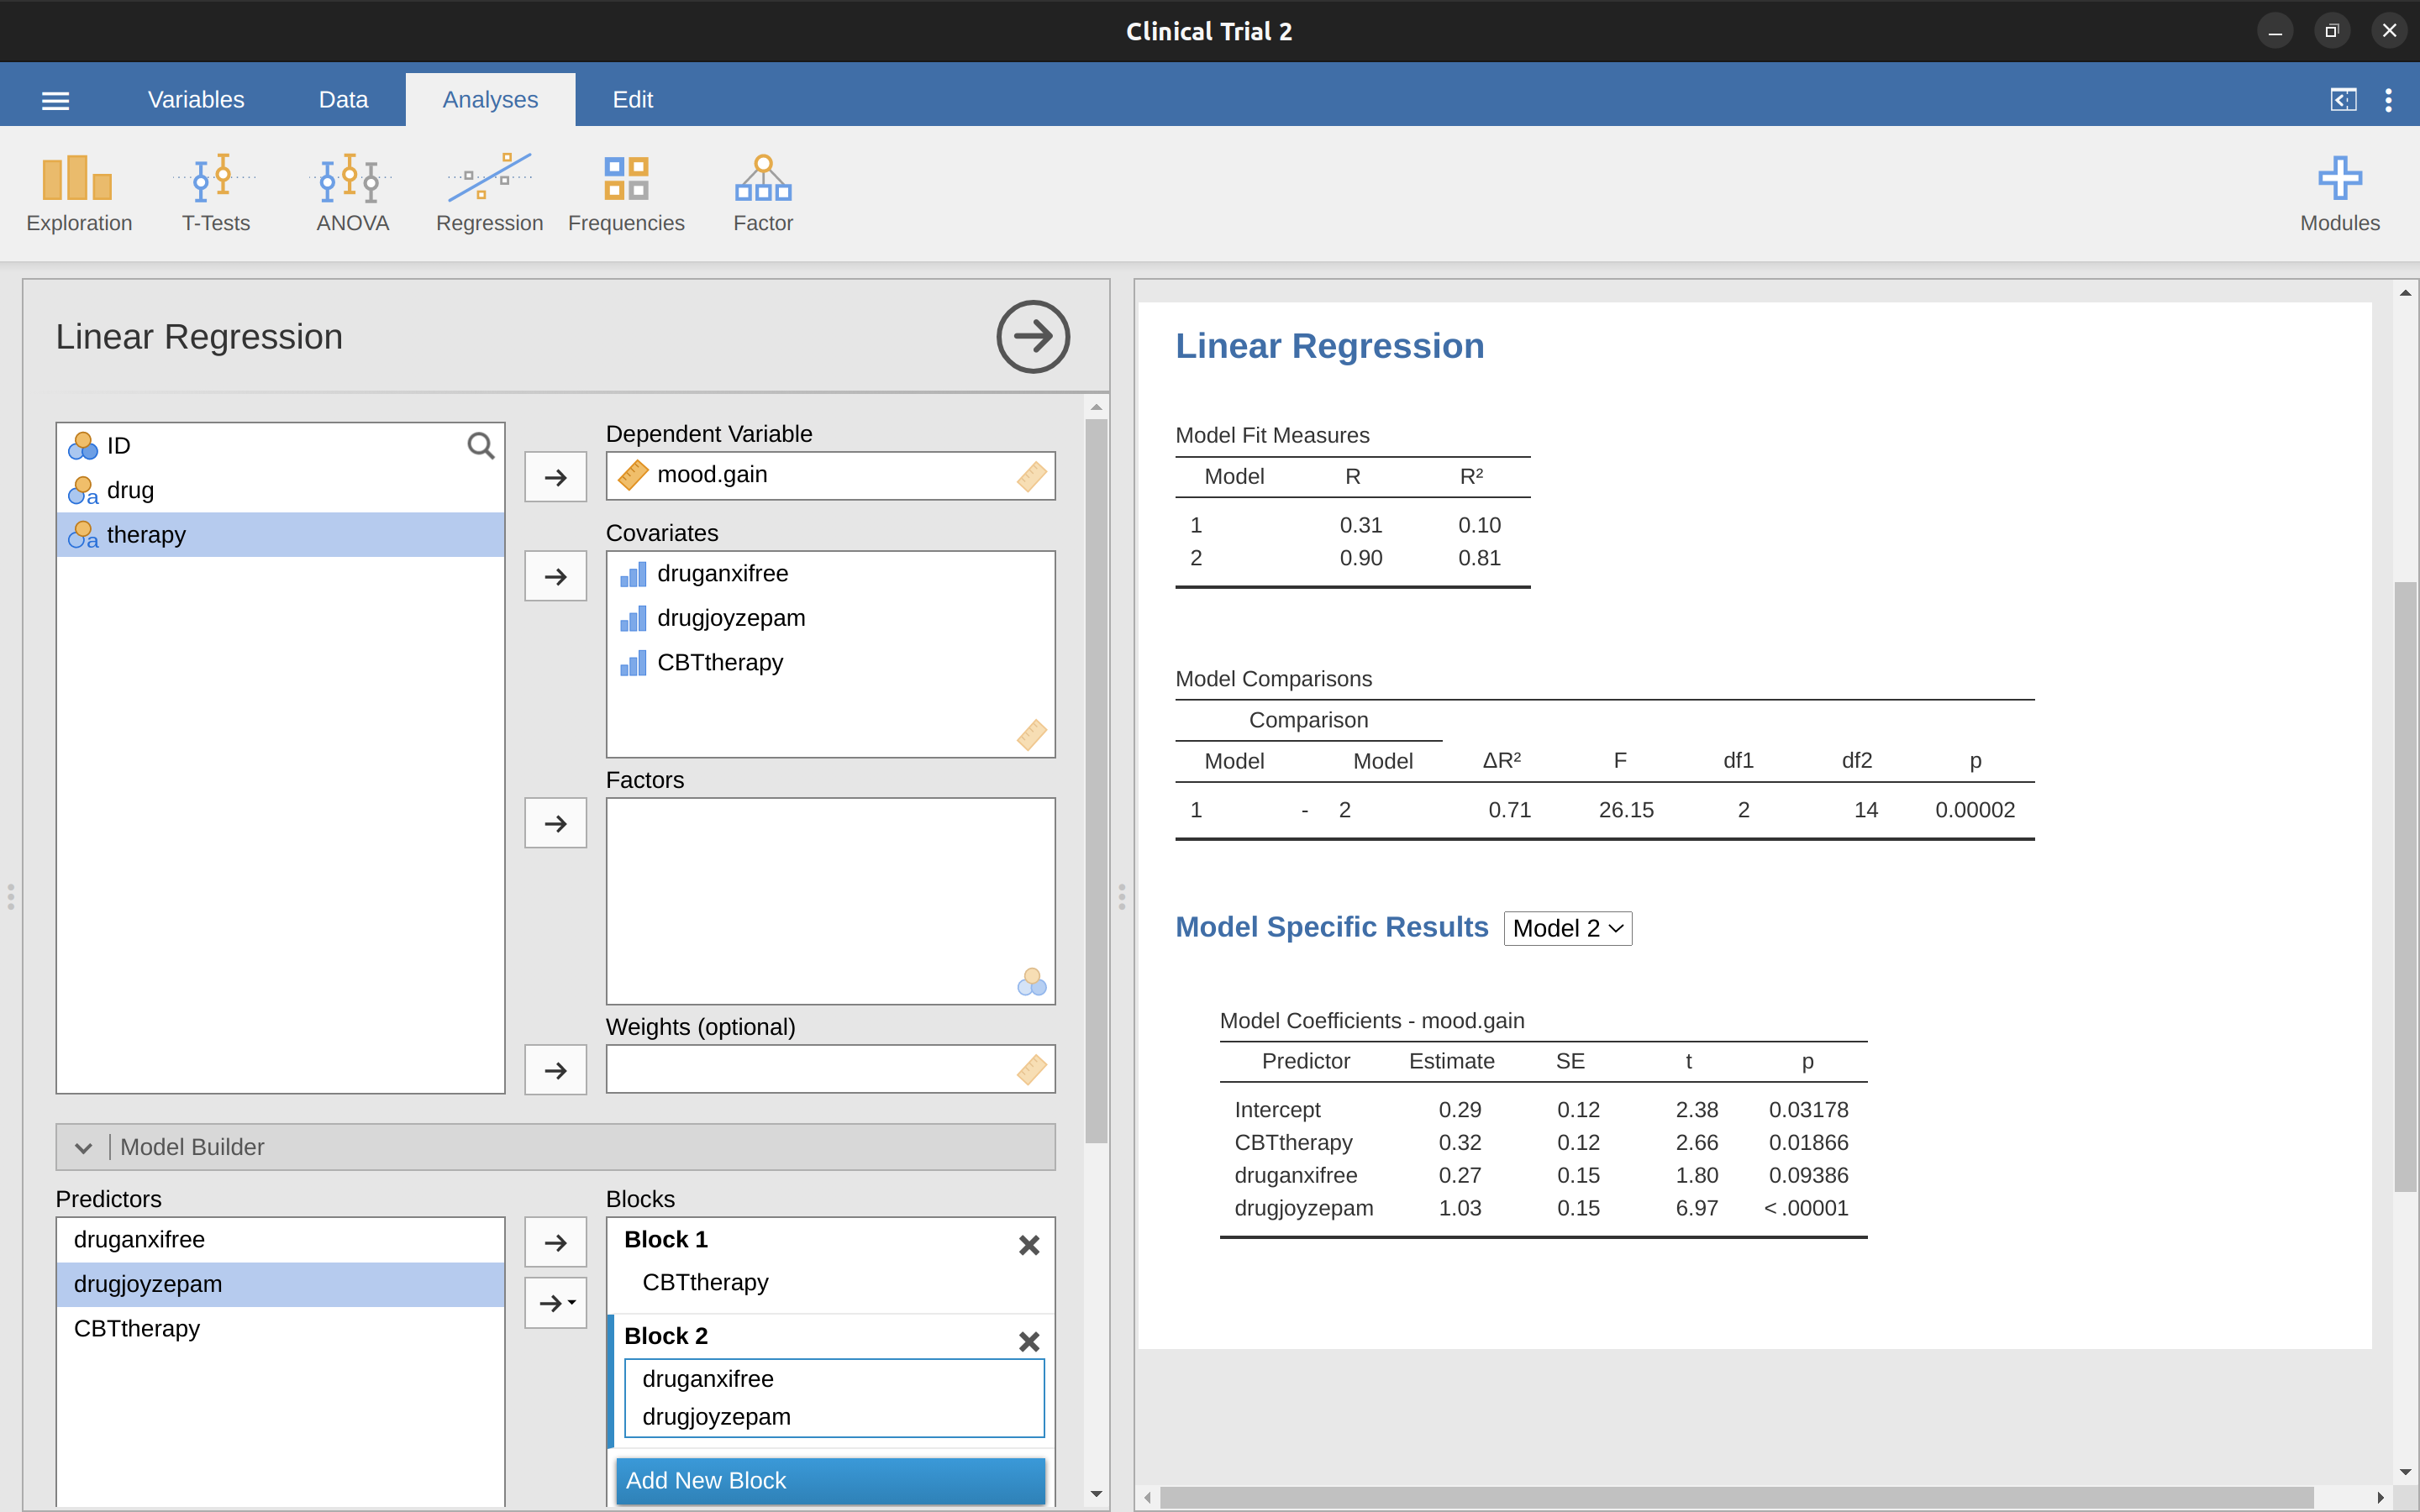 Clinical Trial 2
Variables Data Analyses Edit
Exploration T-Tests ANOVA Regression Frequencies Factor Modules
Linear Regression
ID
a drug
a therapy
Dependent Variable
mood.gain
Covariates
druganxifree
drugjoyzepam
CBTtherapy
Factors
Weights (optional)
Model Builder
Predictors
druganxifree
drugjoyzepam
CBTtherapy
Blocks
Block 1
CBTtherapy
Block 2
druganxifree
drugjoyzepam
Add New Block
Linear Regression
Model Fit Measures
Model R R²
1 0.31 0.10
2 0.90 0.81
Model Comparisons
Comparison
Model Model ΔR² F df1 df2 p
1 - 2 0.71 26.15 2 14 0.00002
Model Specific Results Model 2
Model Coefficients - mood.gain
Predictor Estimate SE t p
Intercept 0.29 0.12 2.38 0.03178
CBTtherapy 0.32 0.12 2.66 0.01866
druganxifree 0.27 0.15 1.80 0.09386
drugjoyzepam 1.03 0.15 6.97 < .00001